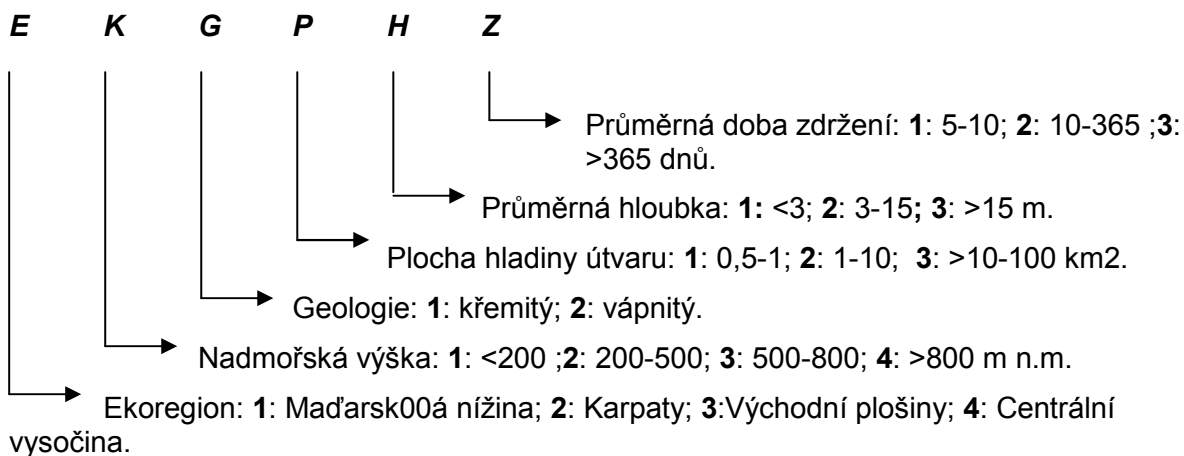 E K G P H Z
Průměrná doba zdržení: 1: 5-10; 2: 10-365 ;3:
>365 dnů.
Průměrná hloubka: 1: <3; 2: 3-15; 3: >15 m.
Plocha hladiny útvaru: 1: 0,5-1; 2: 1-10; 3: >10-100 km2.
Geologie: 1: křemitý; 2: vápnitý.
Nadmořská výška: 1: <200 ;2: 200-500; 3: 500-800; 4: >800 m n.m.
Ekoregion: 1: Maďarsk00á nížina; 2: Karpaty; 3:Východní plošiny; 4: Centrální
vysočina.